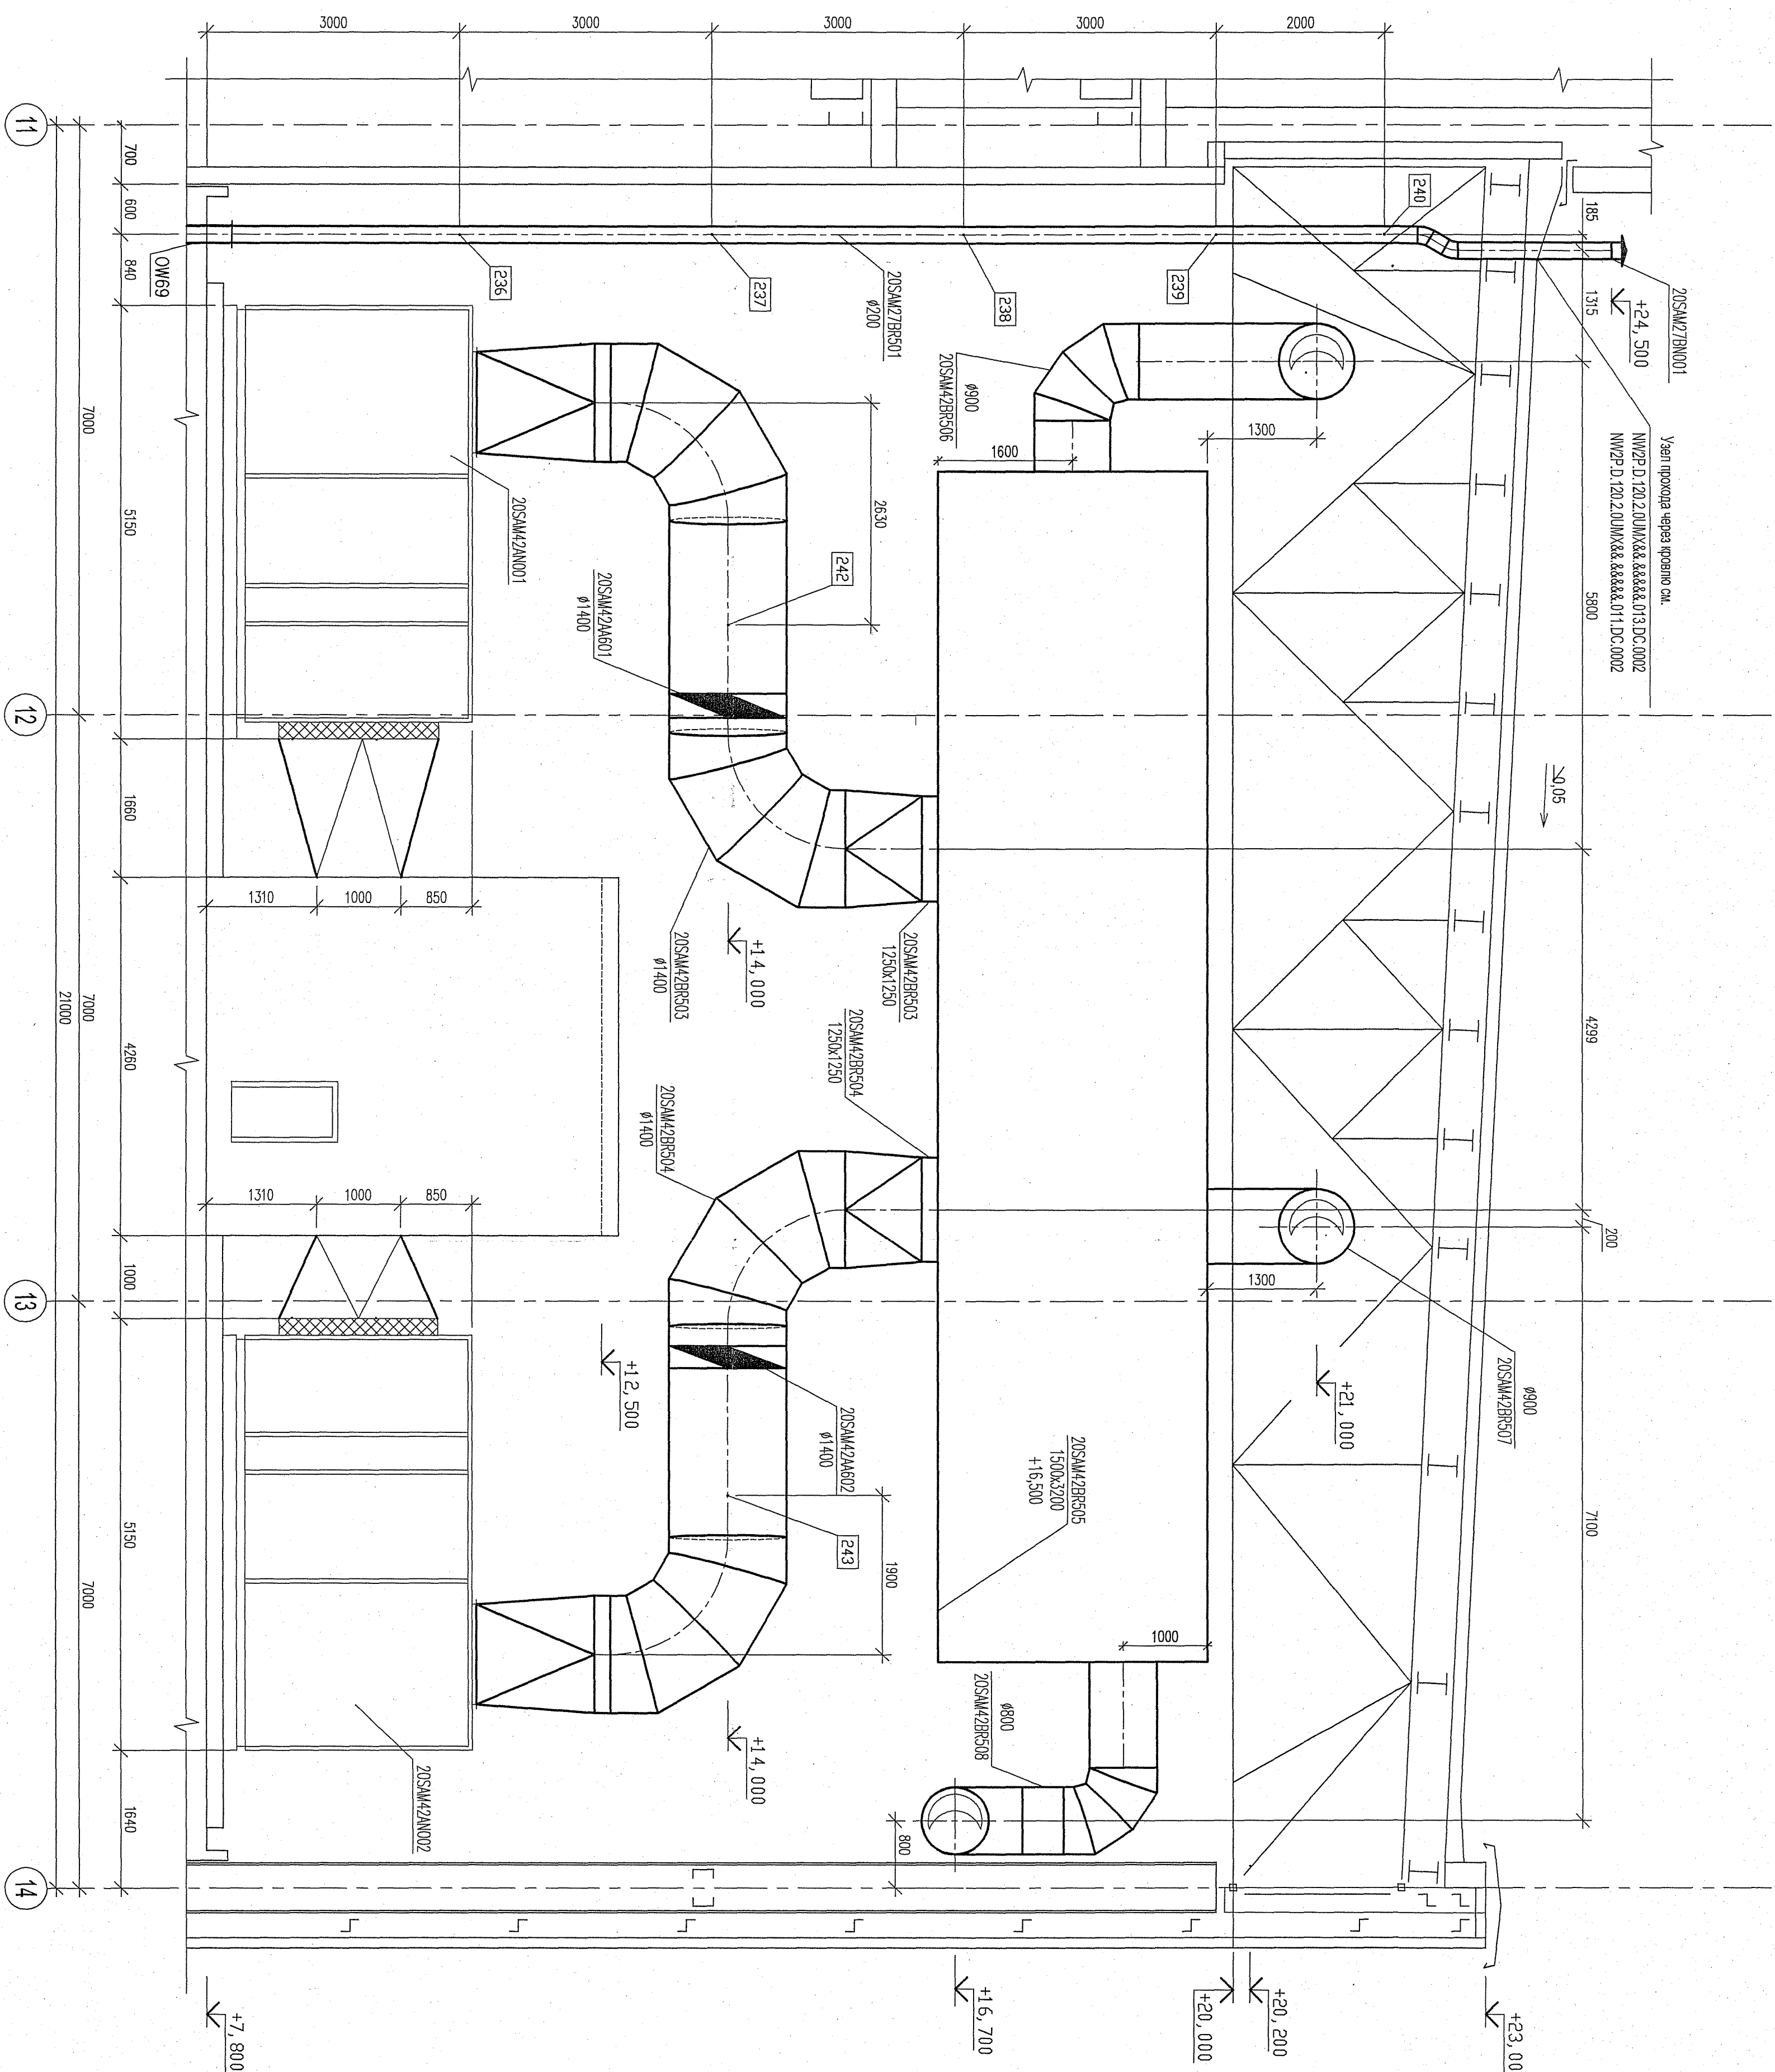 3000
3000
3000
3000
2000
11
12
13
14
700
600
840
5150
1660
4260
1000
5150
1640
7000
7000
7000
21000
OW69
236
237
238
239
240
20SAM27BR501
ø200
185
1315
5800
4299
200
7100
20SAM27BN001
+24,500
Узел прохода через кровлю см.
NW2P.D.120.2.0UMX&&.&&&&&.013.DC.0002
NW2P.D.120.2.0UMX&&.&&&&&.011.DC.0002
0,05
ø900
20SAM42BR506
1600
1300
2630
242
20SAM42AN001
20SAM42AA601
ø1400
1310
1000
850
+14,000
20SAM42BR503
ø1400
20SAM42BR503
1250x1250
20SAM42BR504
1250x1250
20SAM42BR504
ø1400
1310
1000
850
1300
ø900
20SAM42BR507
+21,000
+12,500
20SAM42AA602
ø1400
20SAM42BR505
1500x3200
+16,500
243
1900
1000
ø800
20SAM42BR508
+14,000
20SAM42AN002
800
+7,800
+16,700
+20,000
+20,200
+23,00